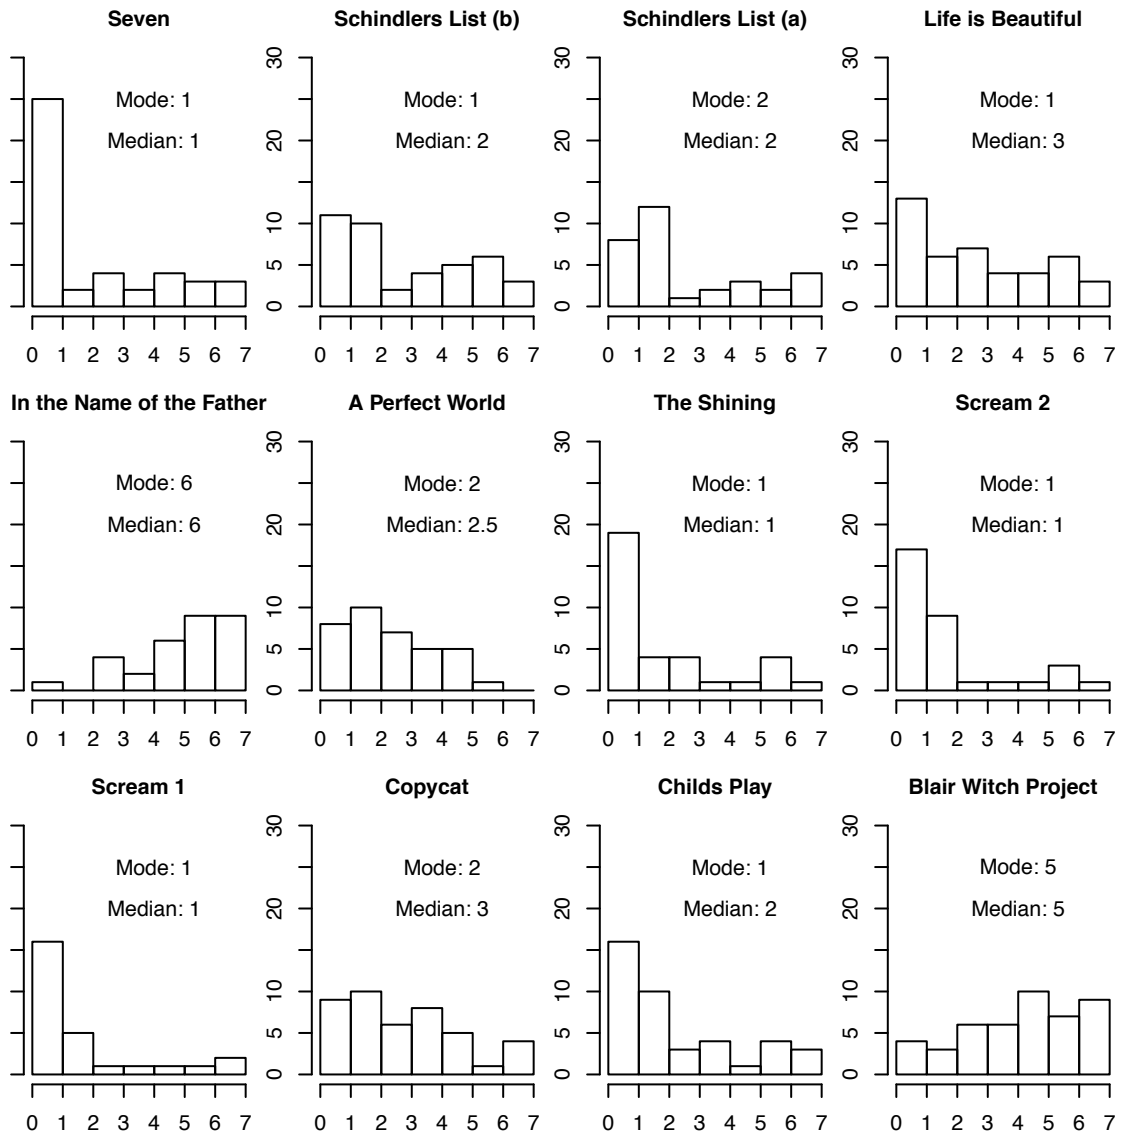 Seven
Schindlers List (b)
Schindlers List (a)
Life is Beautiful
Mode: 1
Median: 1
0 1 2 3 4 5 6 7
30
20
10
5
0
Mode: 1
Median: 2
0 1 2 3 4 5 6 7
30
20
10
5
0
Mode: 2
Median: 2
0 1 2 3 4 5 6 7
30
20
10
5
0
Mode: 1
Median: 3
0 1 2 3 4 5 6 7
In the Name of the Father
A Perfect World
The Shining
Scream 2
Mode: 6
Median: 6
0 1 2 3 4 5 6 7
30
20
10
5
0
Mode: 2
Median: 2.5
0 1 2 3 4 5 6 7
30
20
10
5
0
Mode: 1
Median: 1
0 1 2 3 4 5 6 7
30
20
10
5
0
Mode: 1
Median: 1
0 1 2 3 4 5 6 7
Scream 1
Copycat
Childs Play
Blair Witch Project
Mode: 1
Median: 1
0 1 2 3 4 5 6 7
30
20
10
5
0
Mode: 2
Median: 3
0 1 2 3 4 5 6 7
30
20
10
5
0
Mode: 1
Median: 2
0 1 2 3 4 5 6 7
30
20
10
5
0
Mode: 5
Median: 5
0 1 2 3 4 5 6 7